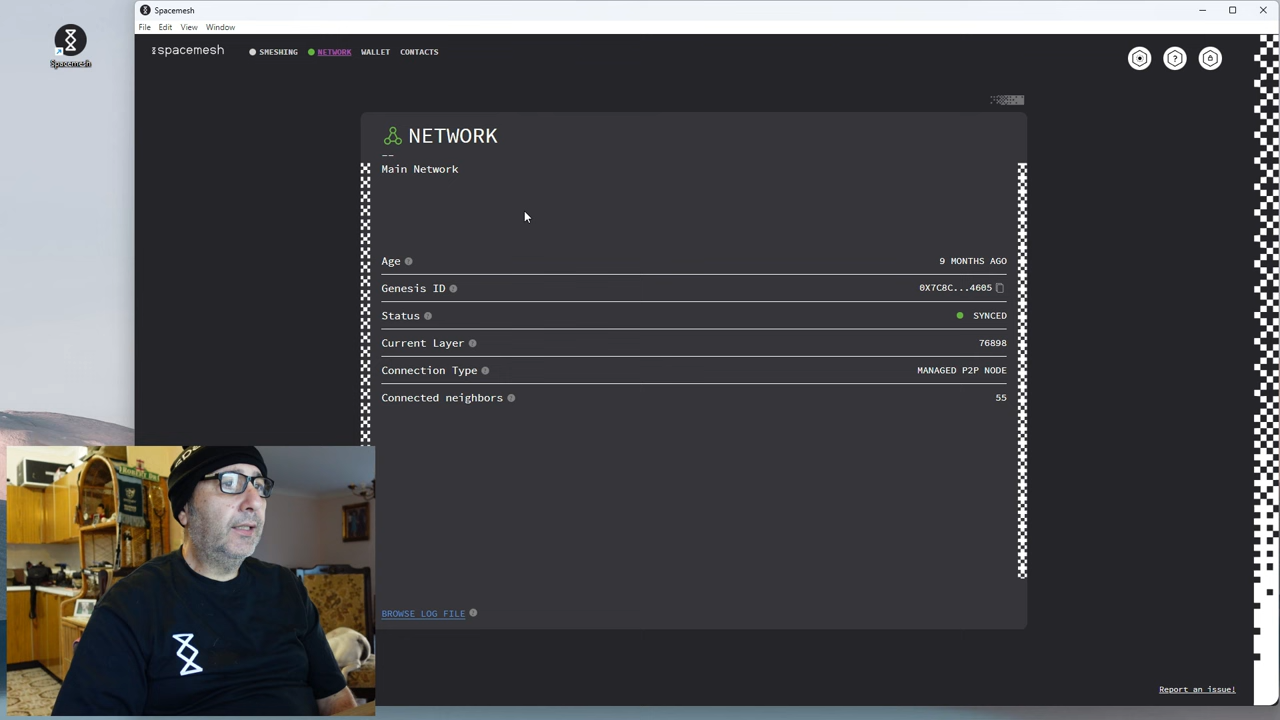 Spacemesh
File Edit View Window
Spacemesh
spacemesh
SMESHING NETWORK WALLET CONTACTS
NETWORK
--
Main Network
Age 9 MONTHS AGO
Genesis ID 0X7C8C...4605
Status SYNCED
Current Layer 76898
Connection Type MANAGED P2P NODE
Connected neighbors 55
BROWSE LOG FILE
Report an issue!